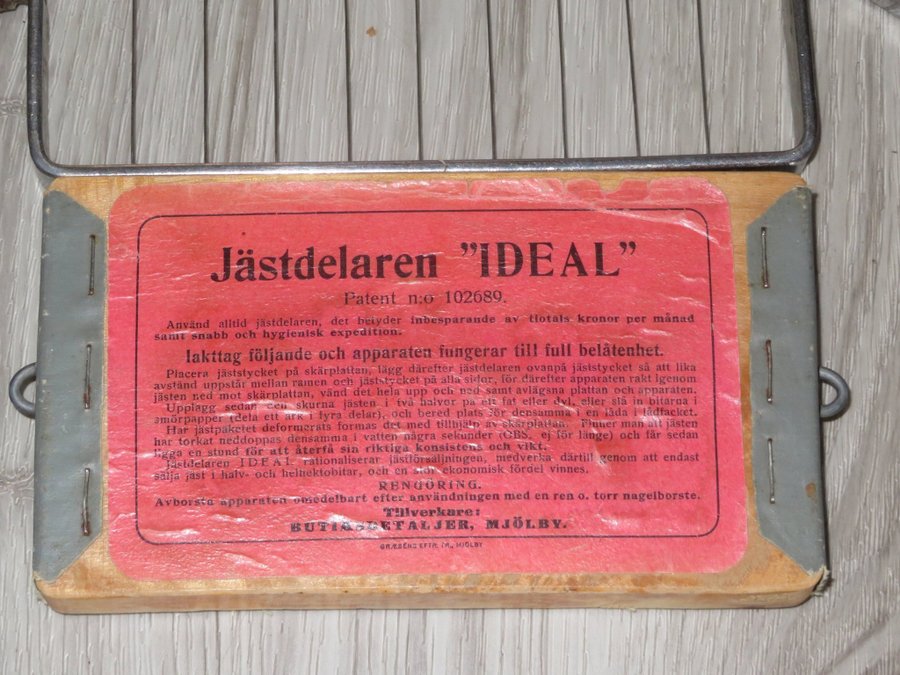 Jästdelaren "IDEAL"
Patent n:o 102689.
Använd alltid jästdelaren, det betyder inbesparande av tiotals kronor per månad
samt snabb och hygienisk expedition.
Iakttag följande och apparaten fungerar till full belåtenhet.
Placera jäststycket på skärplattan, lägg därefter jästdelaren ovanpå jäststycket så att lika
avstånd uppstår mellan ramen och jäststycket på alla sidor, för därefter apparaten rakt igenom
jästen ned mot skärplattan, vänd det hela upp och ned samt avlägsna plattan och apparaten.
Upplägg sedan den skurna jästen i två halvor på ett fat eller dyl. eller slå in bitarna i
smörpapper (dela ett ark i fyra delar), och bered plats för densamma i en låda i lådfacket.
Har jästpaketet deformerats formas det med tillhjälp av skärplattan. Finner man att jästen
har torkat neddoppas densamma i vatten några sekunder (OBS. ej för länge) och får sedan
ligga en stund för att återfå sin riktiga konsistens och vikt.
Jästdelaren IDEAL rationaliserar jästförsäljningen, medverka därtill genom att endast
sälja jäst i halv- och helhektobitar, och en stor ekonomisk fördel vinnes.
RENGÖRING.
Avborsta apparaten omedelbart efter användningen med en ren o. torr nagelborste.
Tillverkare:
BUTIKSDETALJER, MJÖLBY.
EFTR. MJÖLBY